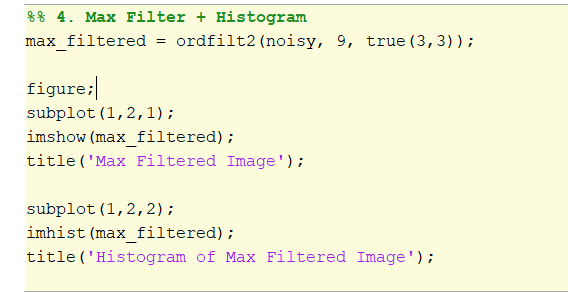 %% 4. Max Filter + Histogram
max_filtered = ordfilt2(noisy, 9, true(3,3));
figure;
subplot(1,2,1);
imshow(max_filtered);
title('Max Filtered Image');
subplot(1,2,2);
imhist(max_filtered);
title('Histogram of Max Filtered Image');